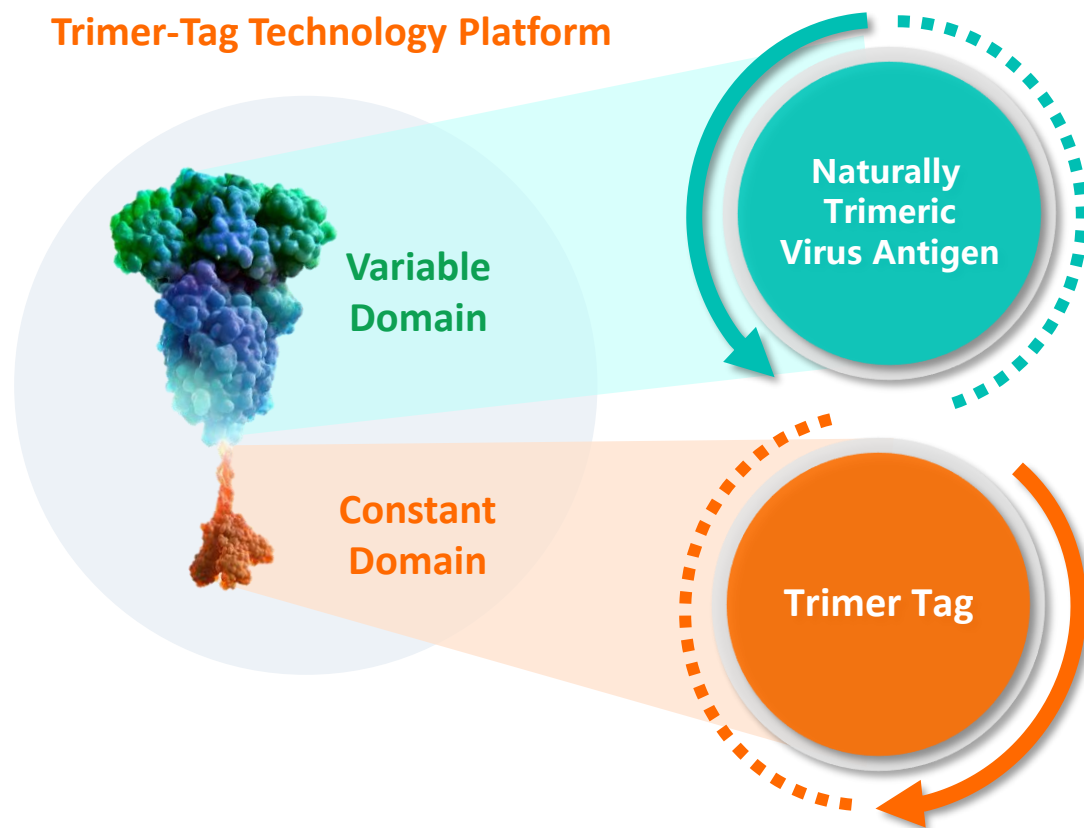 Trimer-Tag Technology Platform
Naturally
Trimeric
Virus Antigen
Variable
Domain
Constant
Domain
Trimer Tag